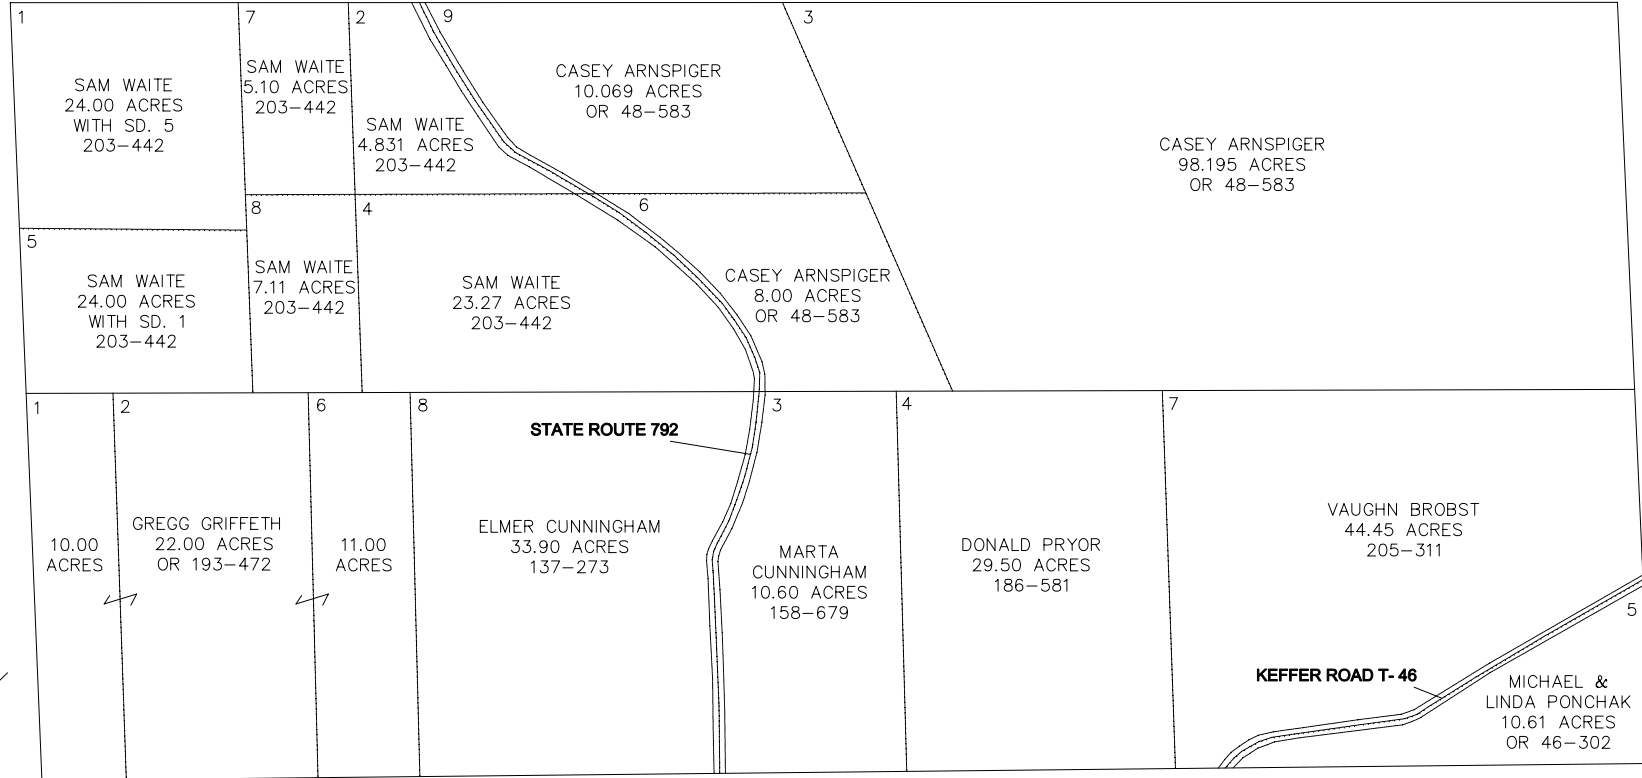 1
SAM WAITE
24.00 ACRES
WITH SD. 5
203-442
7
SAM WAITE
5.10 ACRES
203-442
2
SAM WAITE
4.831 ACRES
203-442
9
CASEY ARNSPIGER
10.069 ACRES
OR 48-583
3
CASEY ARNSPIGER
98.195 ACRES
OR 48-583
5
SAM WAITE
24.00 ACRES
WITH SD. 1
203-442
8
SAM WAITE
7.11 ACRES
203-442
4
SAM WAITE
23.27 ACRES
203-442
6
CASEY ARNSPIGER
8.00 ACRES
OR 48-583
1
10.00
ACRES
2
GREGG GRIFFETH
22.00 ACRES
OR 193-472
6
11.00
ACRES
8
STATE ROUTE 792
ELMER CUNNINGHAM
33.90 ACRES
137-273
3
MARTA
CUNNINGHAM
10.60 ACRES
158-679
4
DONALD PRYOR
29.50 ACRES
186-581
7
VAUGHN BROBST
44.45 ACRES
205-311
KEFFER ROAD T- 46
5
MICHAEL &
LINDA PONCHAK
10.61 ACRES
OR 46-302